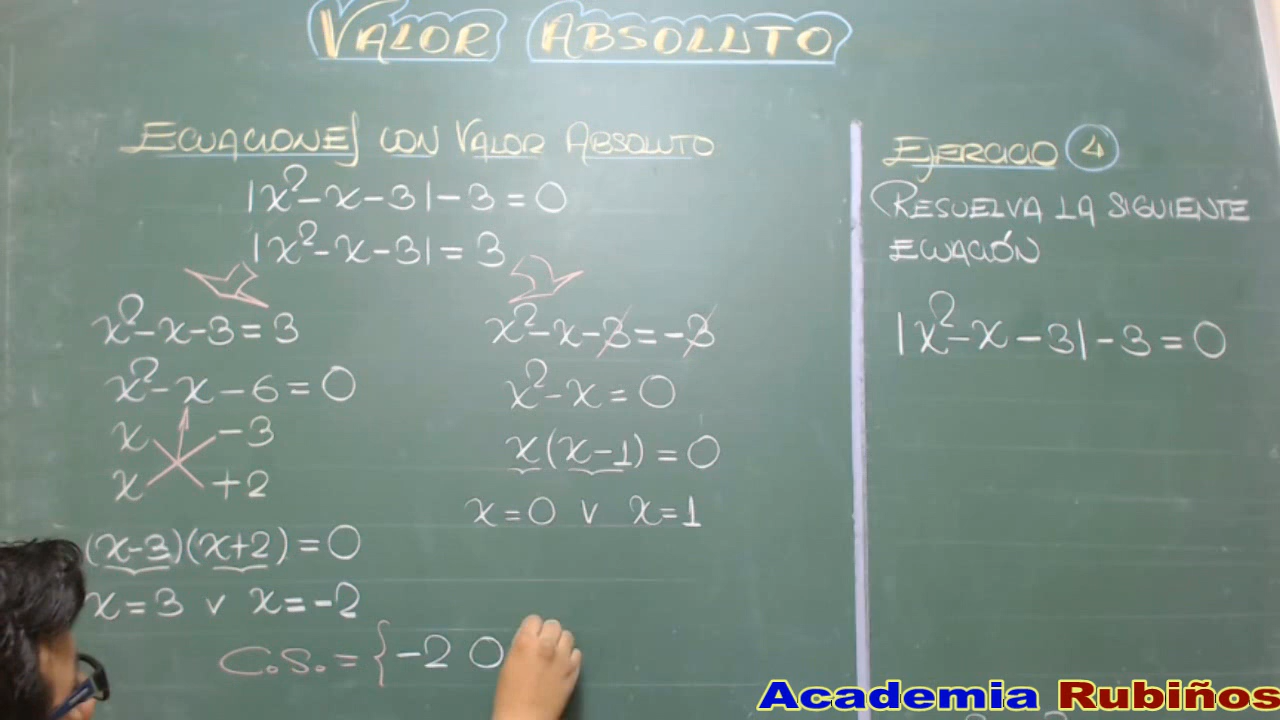 VALOR ABSOLUTO
ECUACIONES CON VALOR ABSOLUTO
|x²-x-3|-3=0
|x²-x-3|=3
x²-x-3=3
x²-x-6=0
x -3
x +2
(x-3)(x+2)=0
x=3 v x=-2
x²-x-3=-3
x²-x=0
x(x-1)=0
x=0 v x=1
C.S.={-2 0
EJERCICIO 4
RESUELVA LA SIGUIENTE
ECUACIÓN
|x²-x-3|-3=0
Academia Rubiños